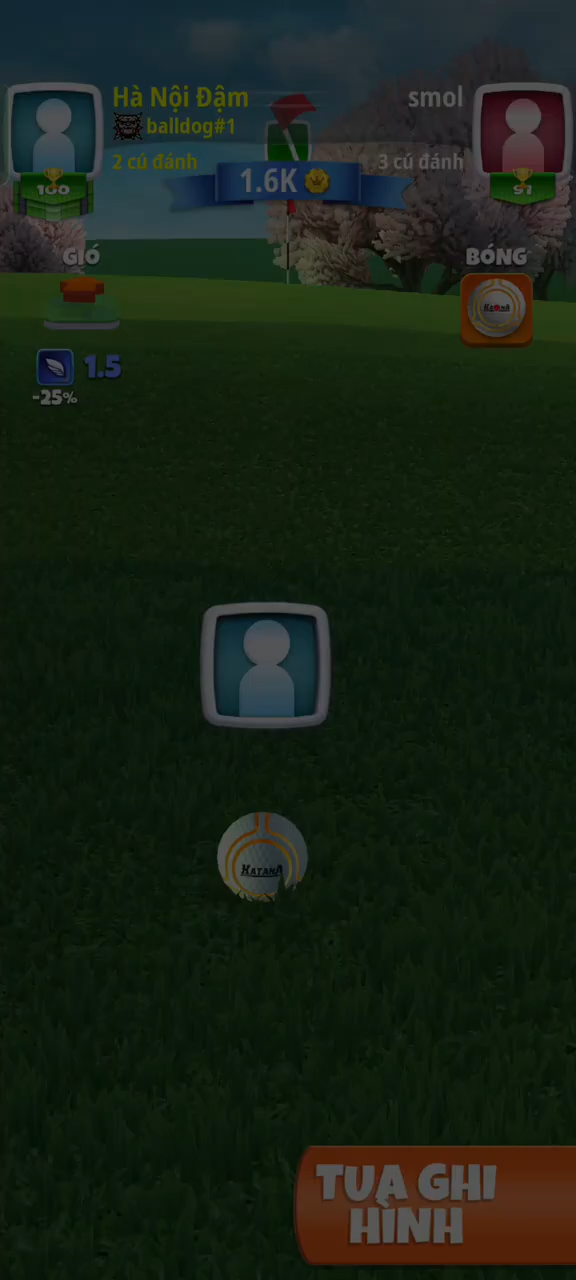 Hà Nội Đậm
balldog#1
2 cú đánh
smol
3 cú đánh
1.6K
100
91
GIÓ
BÓNG
KATANA
1.5
-25%
KATANA
TUA GHI
HÌNH